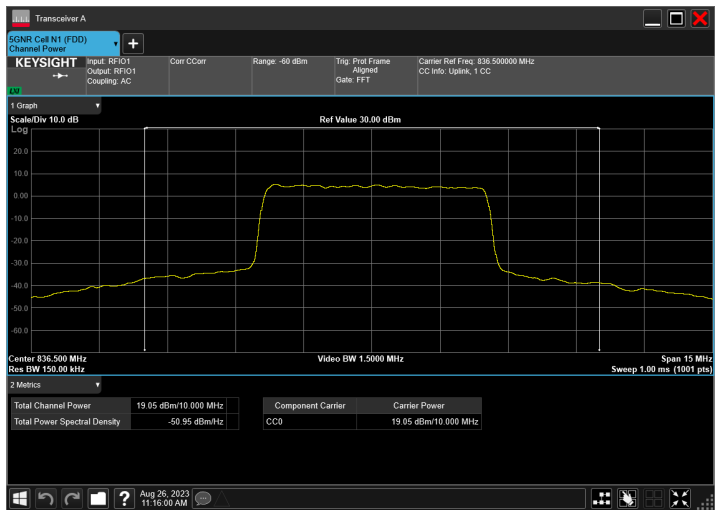 Transceiver A
5GNR Cell N1 (FDD)
Channel Power
KEYSIGHT
LXI
Input: RFIO1
Output: RFIO1
Coupling: AC
Corr CCorr
Range: -60 dBm
Trig: Prot Frame
Aligned
Gate: FFT
Carrier Ref Freq: 836.500000 MHz
CC Info: Uplink, 1 CC
1 Graph
Scale/Div 10.0 dB
Ref Value 30.00 dBm
Log
20.0
10.0
0.00
-10.0
-20.0
-30.0
-40.0
-50.0
-60.0
Center 836.500 MHz
Video BW 1.5000 MHz
Span 15 MHz
Res BW 150.00 kHz
Sweep 1.00 ms (1001 pts)
2 Metrics
Total Channel Power 19.05 dBm/10.000 MHz
Total Power Spectral Density -50.95 dBm/Hz
Component Carrier Carrier Power
CC0 19.05 dBm/10.000 MHz
Aug 26, 2023
11:16:00 AM